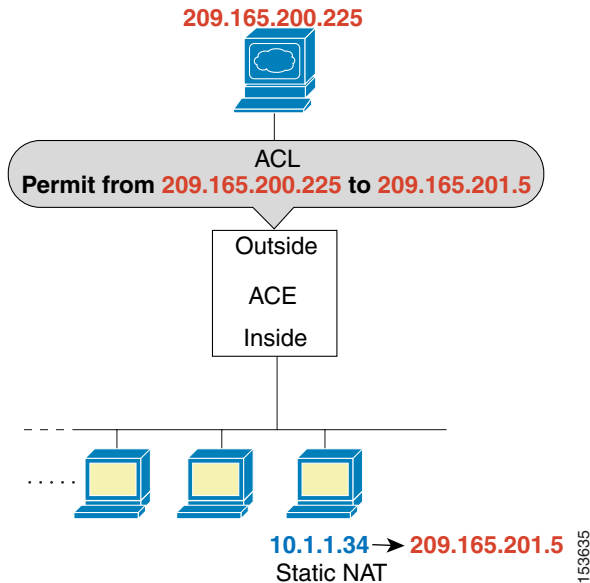 209.165.200.225
ACL
Permit from 209.165.200.225 to 209.165.201.5
Outside
ACE
Inside
10.1.1.34 → 209.165.201.5
Static NAT
153635